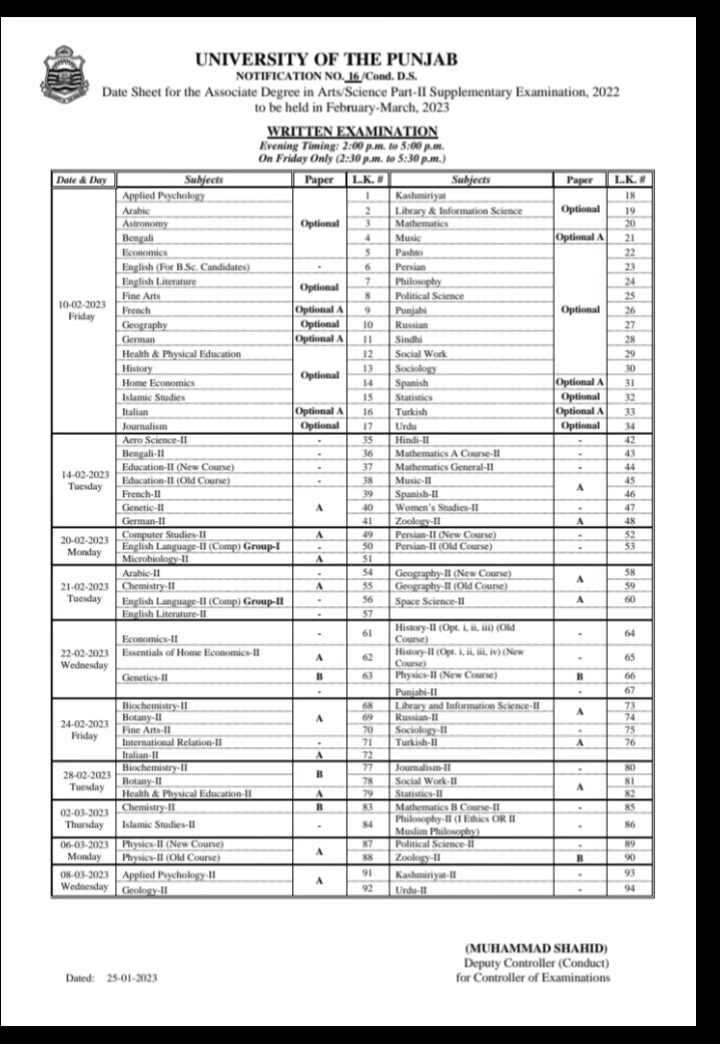 UNIVERSITY OF THE PUNJAB
NOTIFICATION NO. 16 /Cond. D.S.
Date Sheet for the Associate Degree in Arts/Science Part-II Supplementary Examination, 2022
to be held in February-March, 2023
WRITTEN EXAMINATION
Evening Timing: 2:00 p.m. to 5:00 p.m.
On Friday Only (2:30 p.m. to 5:30 p.m.)
Date & Day Subjects Paper L.K. # Subjects Paper L.K. #
10-02-2023 Friday
Applied Psychology Optional 1 Kashmiriyat Optional 18
Arabic 2 Library & Information Science 19
Astronomy 3 Mathematics 20
Bengali 4 Music Optional A 21
Economics 5 Pashto Optional 22
English (For B.Sc. Candidates) - 6 Persian 23
English Literature Optional 7 Philosophy 24
Fine Arts 8 Political Science 25
French Optional A 9 Punjabi 26
Geography Optional 10 Russian 27
German Optional A 11 Sindhi 28
Health & Physical Education Optional 12 Social Work 29
History 13 Sociology 30
Home Economics 14 Spanish Optional A 31
Islamic Studies 15 Statistics Optional 32
Italian Optional A 16 Turkish Optional A 33
Journalism Optional 17 Urdu Optional 34
14-02-2023 Tuesday
Aero Science-II - 35 Hindi-II - 42
Bengali-II - 36 Mathematics A Course-II - 43
Education-II (New Course) - 37 Mathematics General-II - 44
Education-II (Old Course) - 38 Music-II A 45
French-II A 39 Spanish-II 46
Genetic-II 40 Women's Studies-II - 47
German-II 41 Zoology-II A 48
20-02-2023 Monday
Computer Studies-II A 49 Persian-II (New Course) - 52
English Language-II (Comp) Group-I - 50 Persian-II (Old Course) - 53
Microbiology-II A 51
21-02-2023 Tuesday
Arabic-II - 54 Geography-II (New Course) A 58
Chemistry-II A 55 Geography-II (Old Course) 59
English Language-II (Comp) Group-II - 56 Space Science-II A 60
English Literature-II - 57
22-02-2023 Wednesday
Economics-II - 61 History-II (Opt. i, ii, iii) (Old Course) - 64
Essentials of Home Economics-II A 62 History-II (Opt. i, ii, iii, iv) (New Course) - 65
Genetics-II B 63 Physics-II (New Course) B 66
- Punjabi-II - 67
24-02-2023 Friday
Biochemistry-II A 68 Library and Information Science-II A 73
Botany-II 69 Russian-II 74
Fine Arts-II 70 Sociology-II - 75
International Relation-II - 71 Turkish-II A 76
Italian-II A 72
28-02-2023 Tuesday
Biochemistry-II B 77 Journalism-II - 80
Botany-II 78 Social Work-II A 81
Health & Physical Education-II A 79 Statistics-II 82
02-03-2023 Thursday
Chemistry-II B 83 Mathematics B Course-II - 85
Islamic Studies-II - 84 Philosophy-II (I Ethics OR II Muslim Philosophy) - 86
06-03-2023 Monday
Physics-II (New Course) A 87 Political Science-II - 89
Physics-II (Old Course) 88 Zoology-II B 90
08-03-2023 Wednesday
Applied Psychology-II A 91 Kashmiriyat-II - 93
Geology-II 92 Urdu-II - 94
(MUHAMMAD SHAHID)
Deputy Controller (Conduct)
Dated: 25-01-2023 for Controller of Examinations